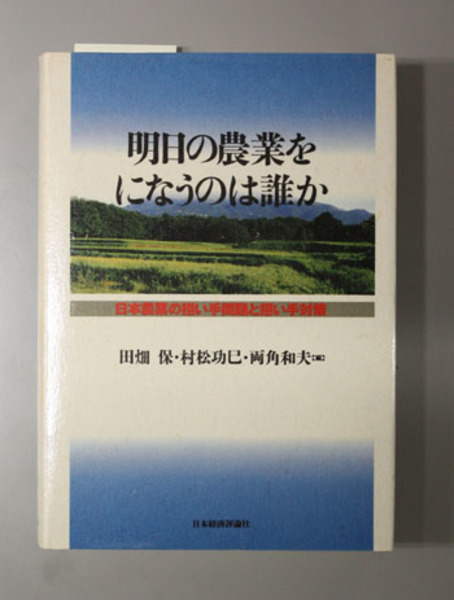 明日の農業を
になうのは誰か
日本農業の担い手問題と担い手対策
田畑 保・村松功巳・両角和夫【編】
日本経済評論社